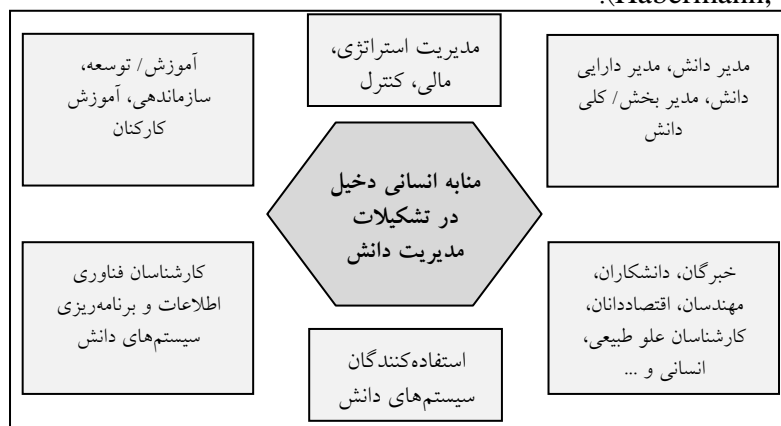 .(Habermann,
مدیر دانش، مدیر دارایی
دانش، مدیر بخش/ کلی
دانش
مدیریت استراتژی،
مالی، کنترل
آموزش/ توسعه،
سازماندهی، آموزش
کارکنان
منابه انسانی دخیل
در تشکیلات
مدیریت دانش
خبرگان، دانشکاران،
مهندسان، اقتصاددانان،
کارشناسان علو طبیعی،
انسانی و ...
استفاده‌کنندگان
سیستم‌های دانش
کارشناسان فناوری
اطلاعات و برنامه‌ریزی
سیستم‌های دانش